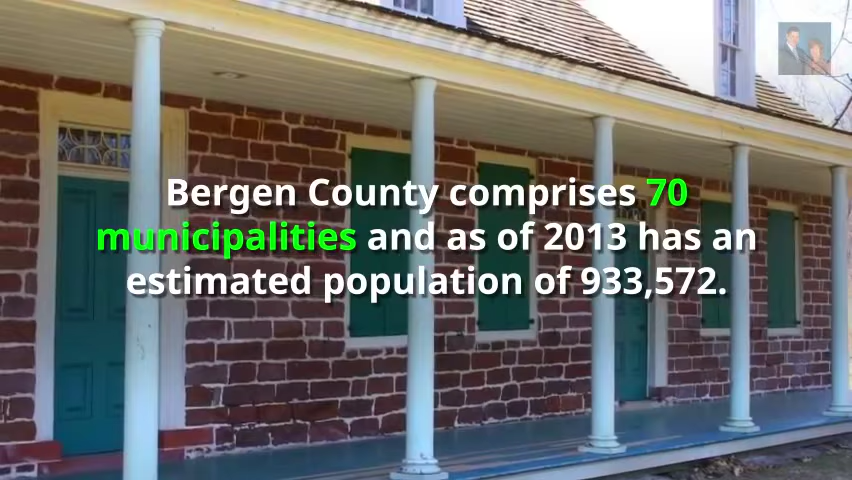 Bergen County comprises 70
municipalities and as of 2013 has an
estimated population of 933,572.